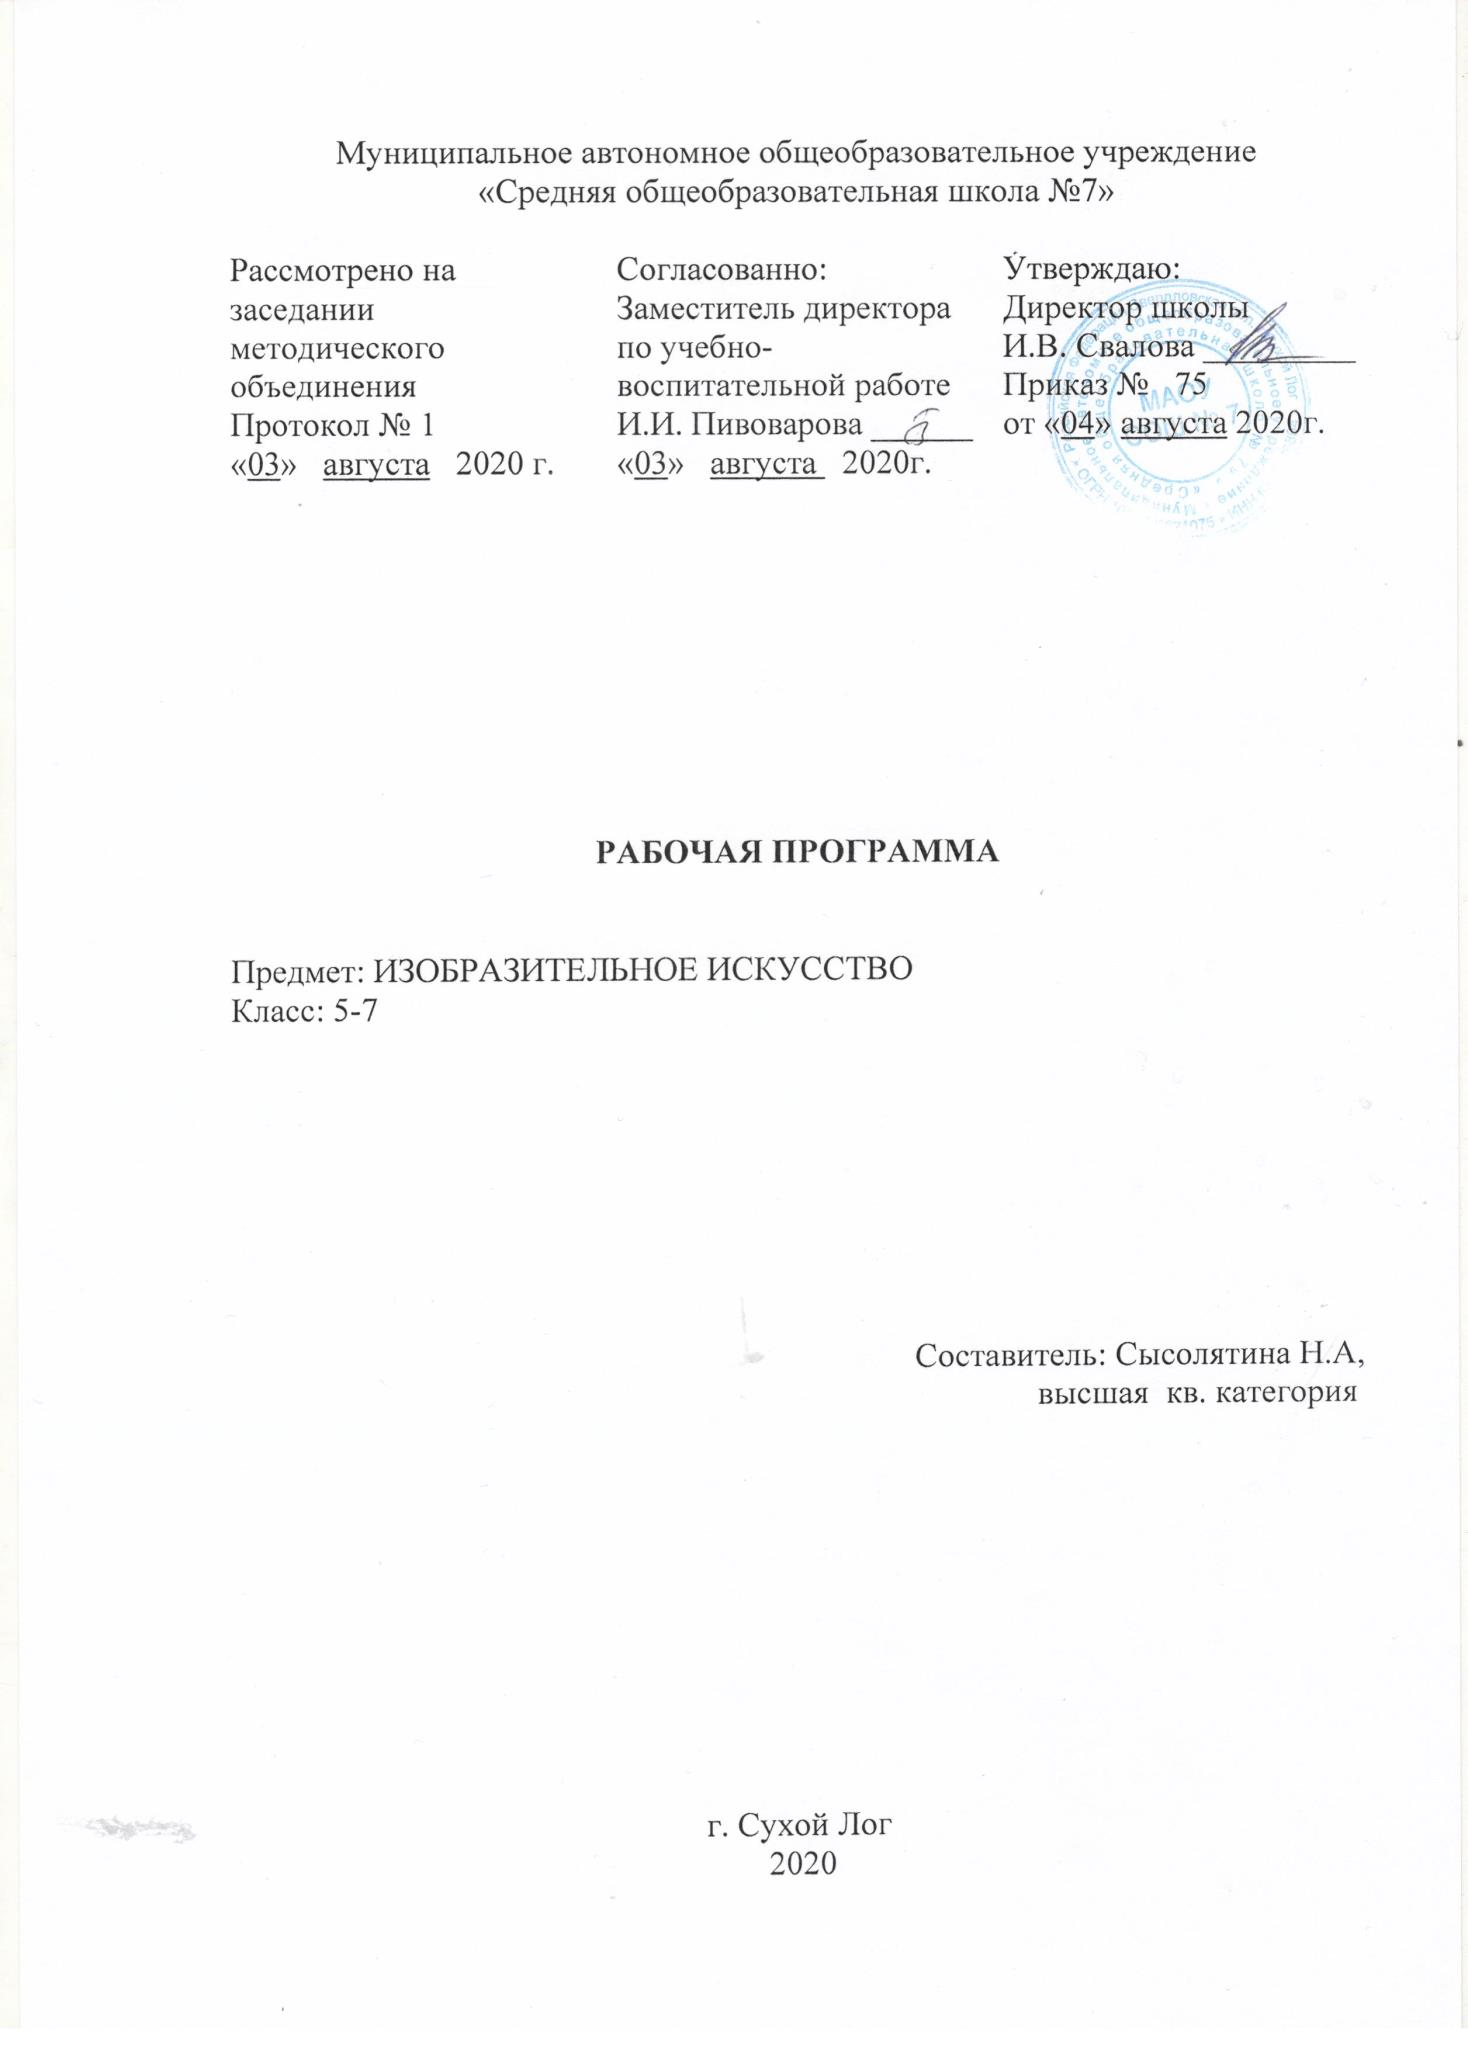 Муниципальное автономное общеобразовательное учреждение
«Средняя общеобразовательная школа №7»
Рассмотрено на
заседании
методического
объединения
Протокол № 1
«03» августа 2020 г.
Согласованно:
Заместитель директора
по учебно-
воспитательной работе
И.И. Пивоварова
«03» августа 2020г.
Утверждаю:
Директор школы
И.В. Свалова
Приказ № 75
от «04» августа 2020г.
МАОУ
РАБОЧАЯ ПРОГРАММА
Предмет: ИЗОБРАЗИТЕЛЬНОЕ ИСКУССТВО
Класс: 5-7
Составитель: Сысолятина Н.А,
высшая кв. категория
г. Сухой Лог
2020